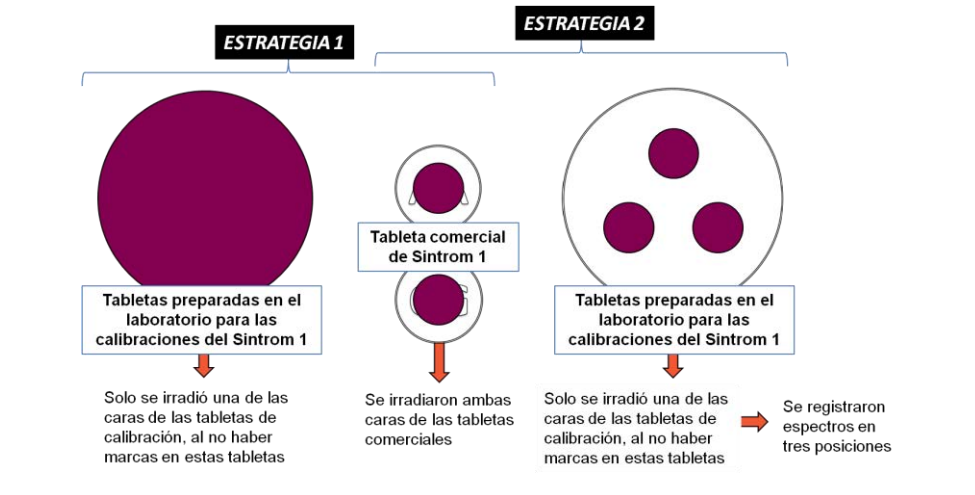 ESTRATEGIA 1
ESTRATEGIA 2
Tableta comercial
de Sintrom 1
Tabletas preparadas en el
laboratorio para las
calibraciones del Sintrom 1
Tabletas preparadas en el
laboratorio para las
calibraciones del Sintrom 1
Solo se irradió una de las
caras de las tabletas de
calibración, al no haber
marcas en estas tabletas
Se irradiaron ambas
caras de las tabletas
comerciales
Solo se irradió una de las
caras de las tabletas de
calibración, al no haber
marcas en estas tabletas
Se registraron
espectros en
tres posiciones